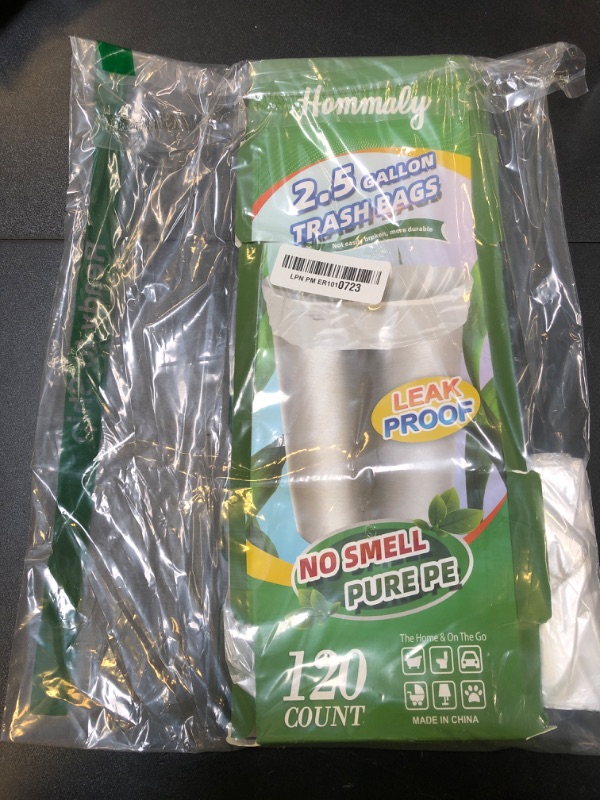 Hommaly
2.5 GALLON
TRASH BAGS
Not easily broken, more durable
LPN PM ER1010723
LEAK
PROOF
NO SMELL
PURE PE
The Home & On The Go
120
COUNT
MADE IN CHINA